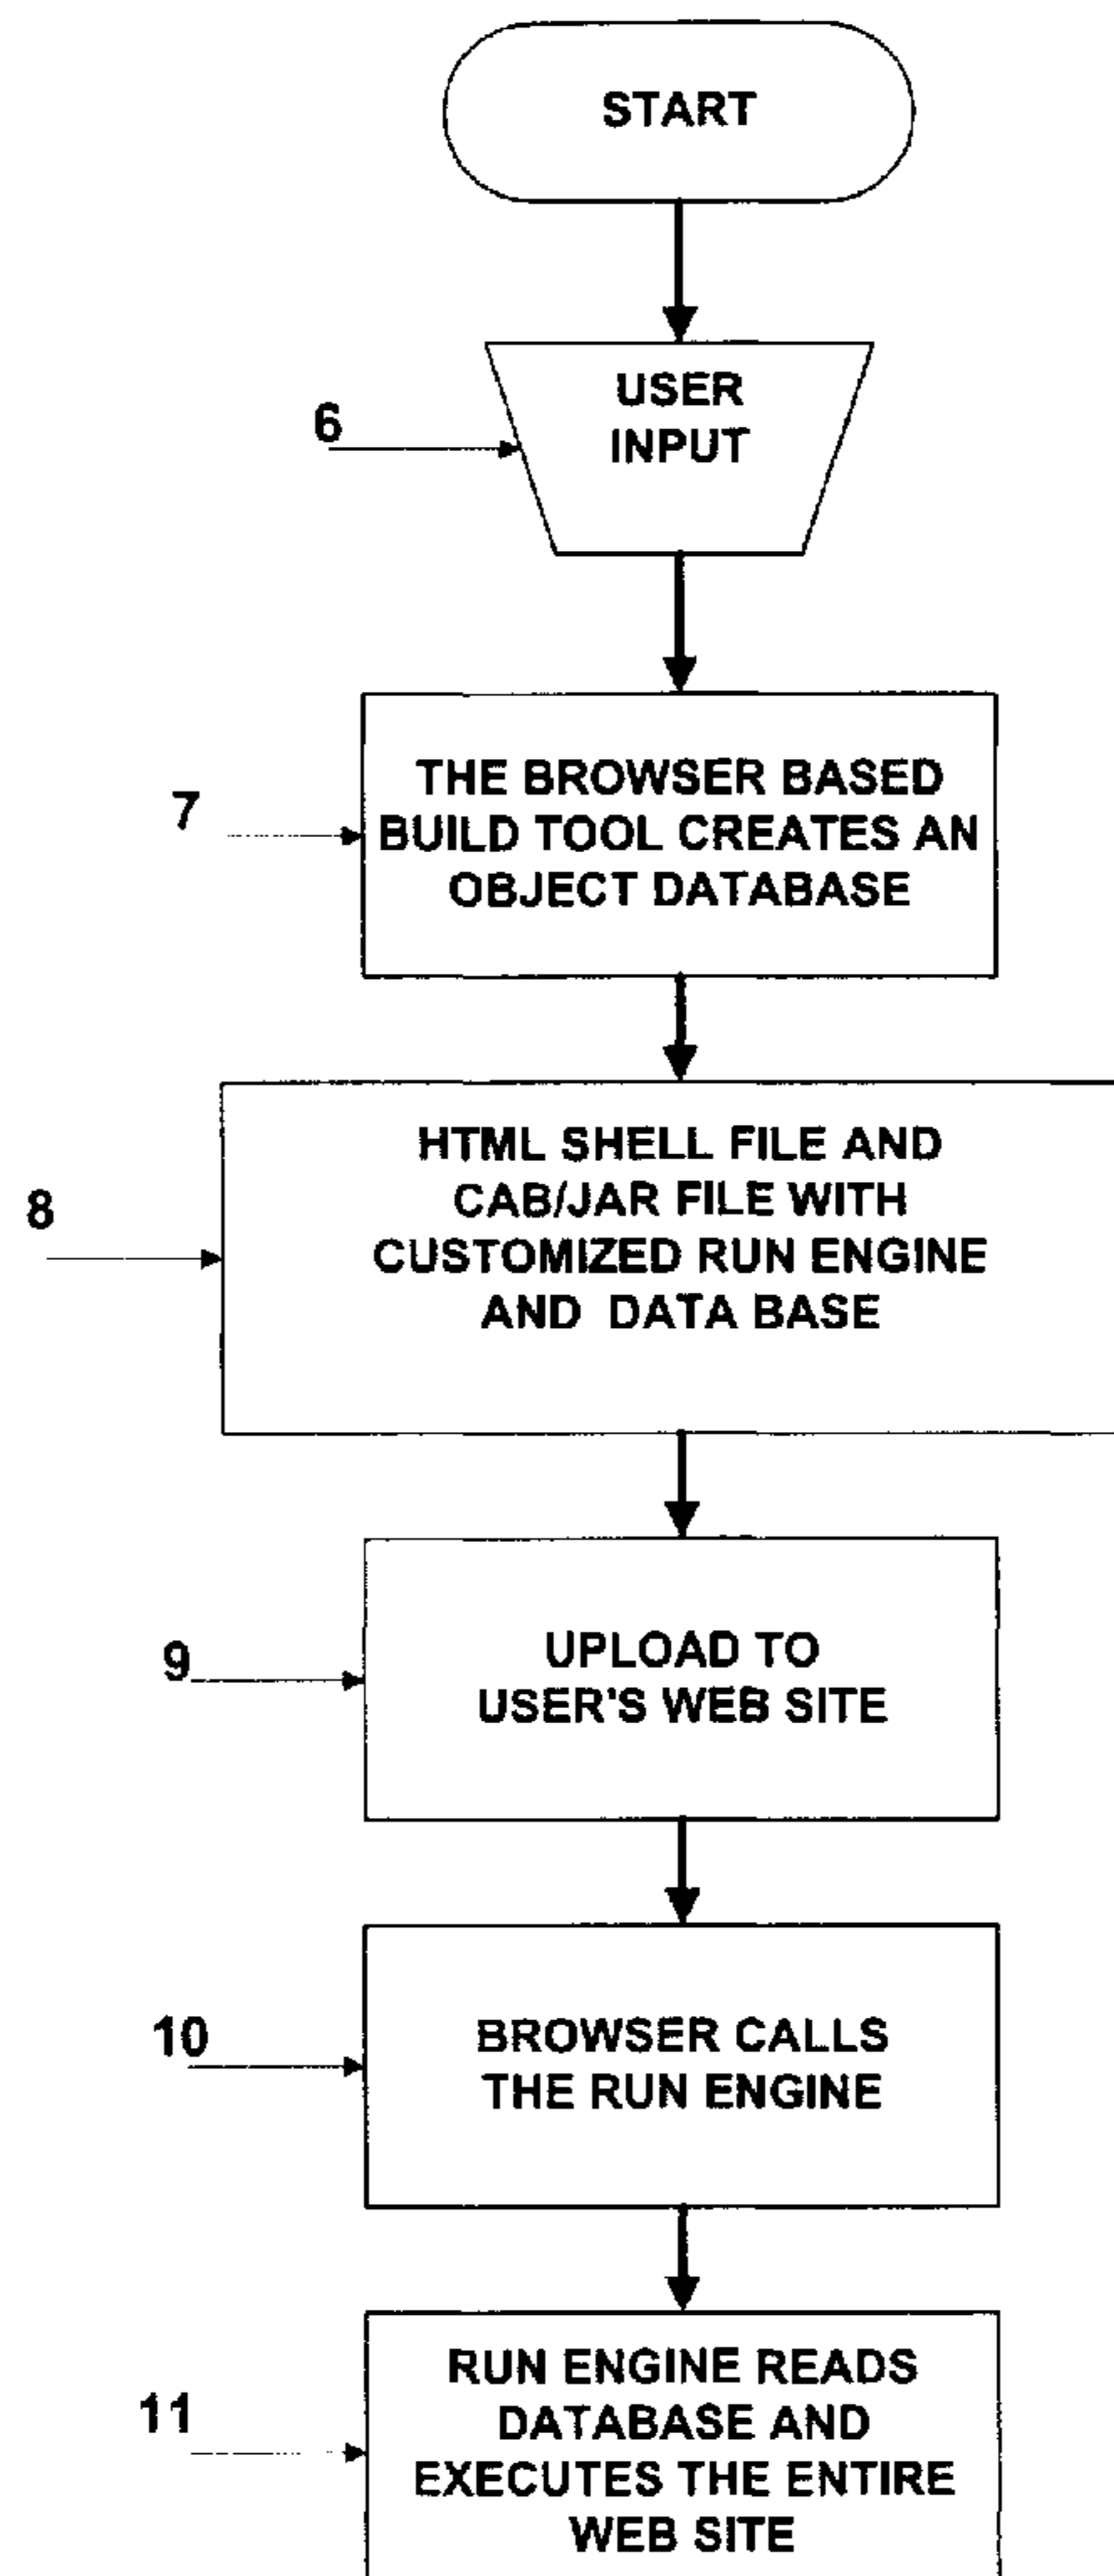 START
6
USER
INPUT
7
THE BROWSER BASED
BUILD TOOL CREATES AN
OBJECT DATABASE
8
HTML SHELL FILE AND
CAB/JAR FILE WITH
CUSTOMIZED RUN ENGINE
AND DATA BASE
9
UPLOAD TO
USER'S WEB SITE
10
BROWSER CALLS
THE RUN ENGINE
11
RUN ENGINE READS
DATABASE AND
EXECUTES THE ENTIRE
WEB SITE